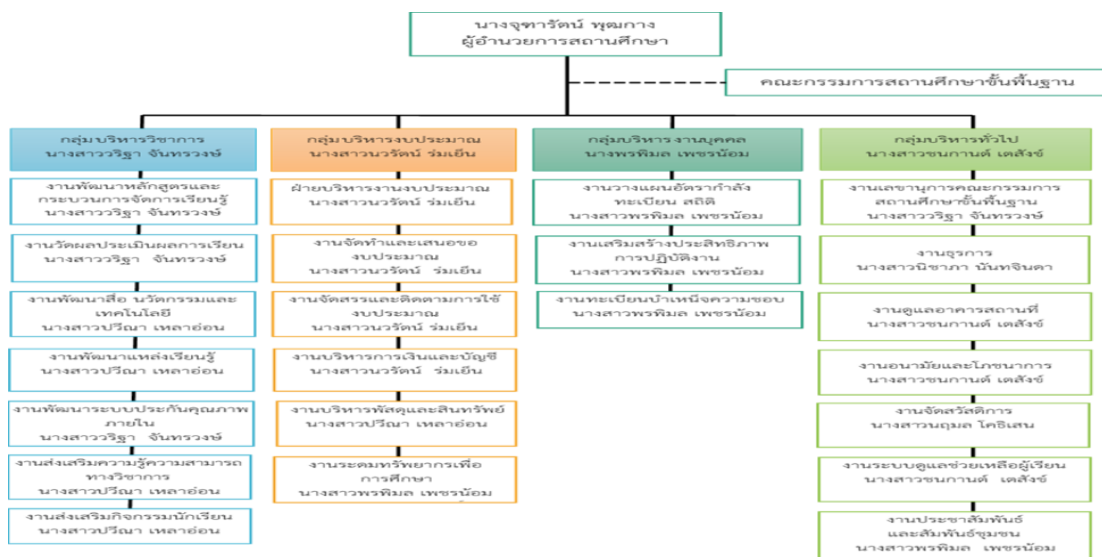 นางจุฑารัตน์ พุฒกาง
ผู้อำนวยการสถานศึกษา
คณะกรรมการสถานศึกษาขั้นพื้นฐาน
กลุ่มบริหารวิชาการ
นางสาววริฐา จันทรวงษ์
งานพัฒนาหลักสูตรและ
กระบวนการจัดการเรียนรู้
นางสาววริฐา จันทรวงษ์
งานวัดผลประเมินผลการเรียน
นางสาววริฐา จันทรวงษ์
งานพัฒนาสื่อ นวัตกรรมและ
เทคโนโลยี
นางสาวปวีณา เหลาอ่อน
งานพัฒนาแหล่งเรียนรู้
นางสาวปวีณา เหลาอ่อน
งานพัฒนาระบบประกันคุณภาพ
ภายใน
นางสาววริฐา จันทรวงษ์
งานส่งเสริมความรู้ความสามารถ
ทางวิชาการ
นางสาวปวีณา เหลาอ่อน
งานส่งเสริมกิจกรรมนักเรียน
นางสาวปวีณา เหลาอ่อน
กลุ่มบริหารงบประมาณ
นางสาวนวรัตน์ ร่มเย็น
ฝ่ายบริหารงานงบประมาณ
นางสาวนวรัตน์ ร่มเย็น
งานจัดทำและเสนอขอ
งบประมาณ
นางสาวนวรัตน์ ร่มเย็น
งานจัดสรรและติดตามการใช้
งบประมาณ
นางสาวนวรัตน์ ร่มเย็น
งานบริหารการเงินและบัญชี
นางสาวนวรัตน์ ร่มเย็น
งานบริหารพัสดุและสินทรัพย์
นางสาวปวีณา เหลาอ่อน
งานระดมทรัพยากรเพื่อ
การศึกษา
นางสาวพรพิมล เพชรน้อม
กลุ่มบริหารงานบุคคล
นางพรพิมล เพชรน้อม
งานวางแผนอัตรากำลัง
ทะเบียน สถิติ
นางสาวพรพิมล เพชรน้อม
งานเสริมสร้างประสิทธิภาพ
การปฏิบัติงาน
นางสาวพรพิมล เพชรน้อม
งานทะเบียนบำเหน็จความชอบ
นางสาวพรพิมล เพชรน้อม
กลุ่มบริหารทั่วไป
นางสาวชนกานต์ เตสังข์
งานเลขานุการคณะกรรมการ
สถานศึกษาขั้นพื้นฐาน
นางสาววริฐา จันทรวงษ์
งานธุรการ
นางสาวนิชาภา นันทจินดา
งานดูแลอาคารสถานที่
นางสาวชนกานต์ เตสังข์
งานอนามัยและโภชนาการ
นางสาวชนกานต์ เตสังข์
งานจัดสวัสดิการ
นางสาวนฤมล โคธิเสน
งานระบบดูแลช่วยเหลือผู้เรียน
นางสาวชนกานต์ เตสังข์
งานประชาสัมพันธ์
และสัมพันธ์ชุมชน
นางสาวพรพิมล เพชรน้อม